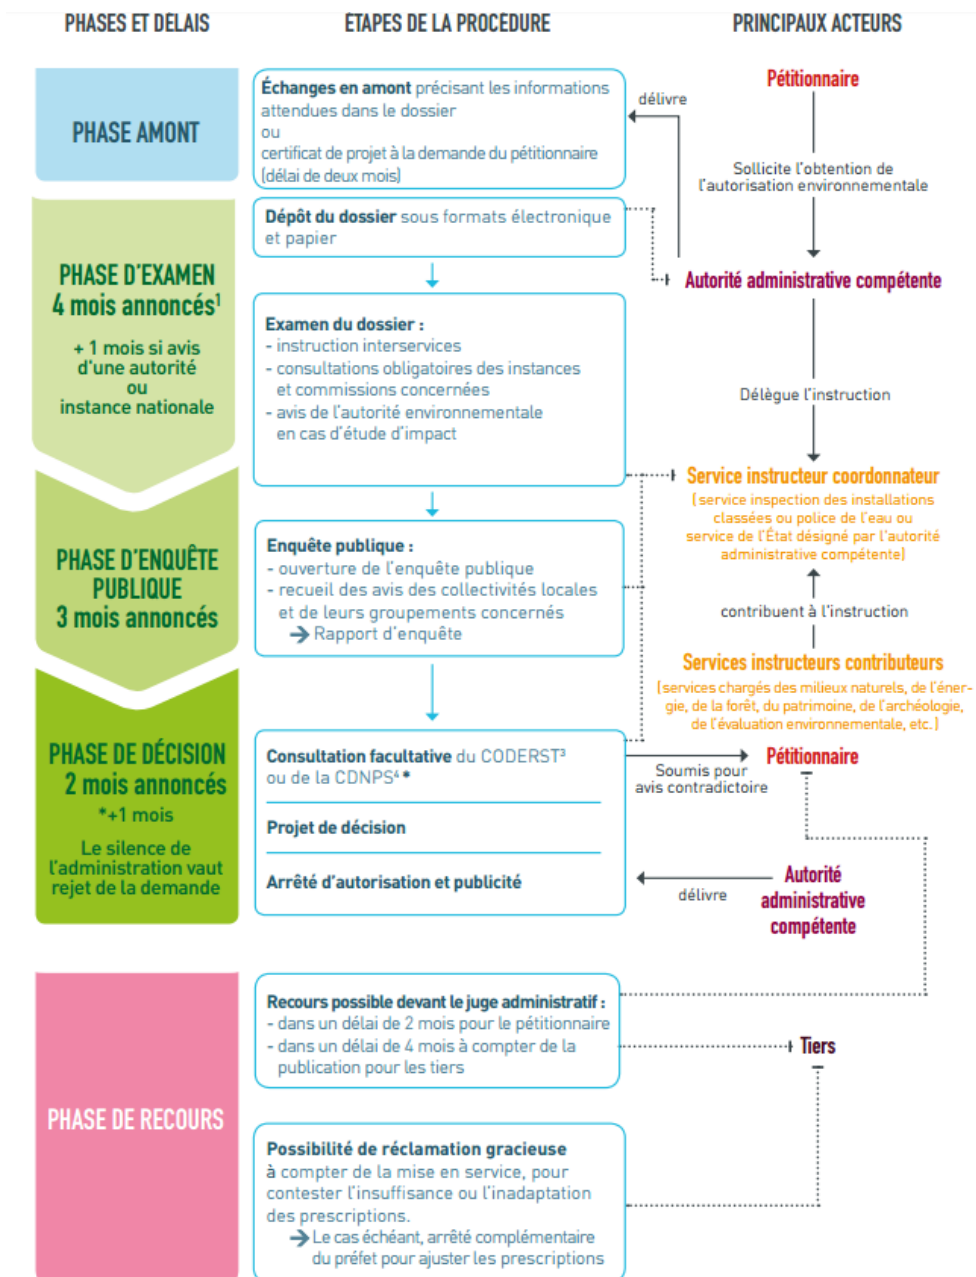 PHASES ET DÉLAIS
ÉTAPES DE LA PROCÉDURE
PRINCIPAUX ACTEURS
PHASE AMONT
Échanges en amont précisant les informations
attendues dans le dossier
ou
certificat de projet à la demande du pétitionnaire
(délai de deux mois)
délivre
Pétitionnaire
Sollicite l'obtention de
l'autorisation environnementale
PHASE D'EXAMEN
4 mois annoncés¹
+ 1 mois si avis
d'une autorité
ou
instance nationale
Dépôt du dossier sous formats électronique
et papier
Autorité administrative compétente
Examen du dossier :
- instruction interservices
- consultations obligatoires des instances
et commissions concernées
- avis de l'autorité environnementale
en cas d'étude d'impact
Délègue l'instruction
Service instructeur coordonnateur
(service inspection des installations
classées ou police de l'eau ou
service de l'État désigné par l'autorité
administrative compétente)
PHASE D'ENQUÊTE
PUBLIQUE
3 mois annoncés
Enquête publique :
- ouverture de l'enquête publique
- recueil des avis des collectivités locales
et de leurs groupements concernés
→ Rapport d'enquête
contribuent à l'instruction
Services instructeurs contributeurs
(services chargés des milieux naturels, de l'éner-
gie, de la forêt, du patrimoine, de l'archéologie,
de l'évaluation environnementale, etc.)
PHASE DE DÉCISION
2 mois annoncés
*+1 mois
Le silence de
l'administration vaut
rejet de la demande
Consultation facultative du CODERST³
ou de la CDNPS⁴ *
Projet de décision
Arrêté d'autorisation et publicité
Soumis pour
avis contradictoire
Pétitionnaire
délivre
Autorité
administrative
compétente
PHASE DE RECOURS
Recours possible devant le juge administratif :
- dans un délai de 2 mois pour le pétitionnaire
- dans un délai de 4 mois à compter de la
publication pour les tiers
Tiers
Possibilité de réclamation gracieuse
à compter de la mise en service, pour
contester l'insuffisance ou l'inadaptation
des prescriptions.
→ Le cas échéant, arrêté complémentaire
du préfet pour ajuster les prescriptions